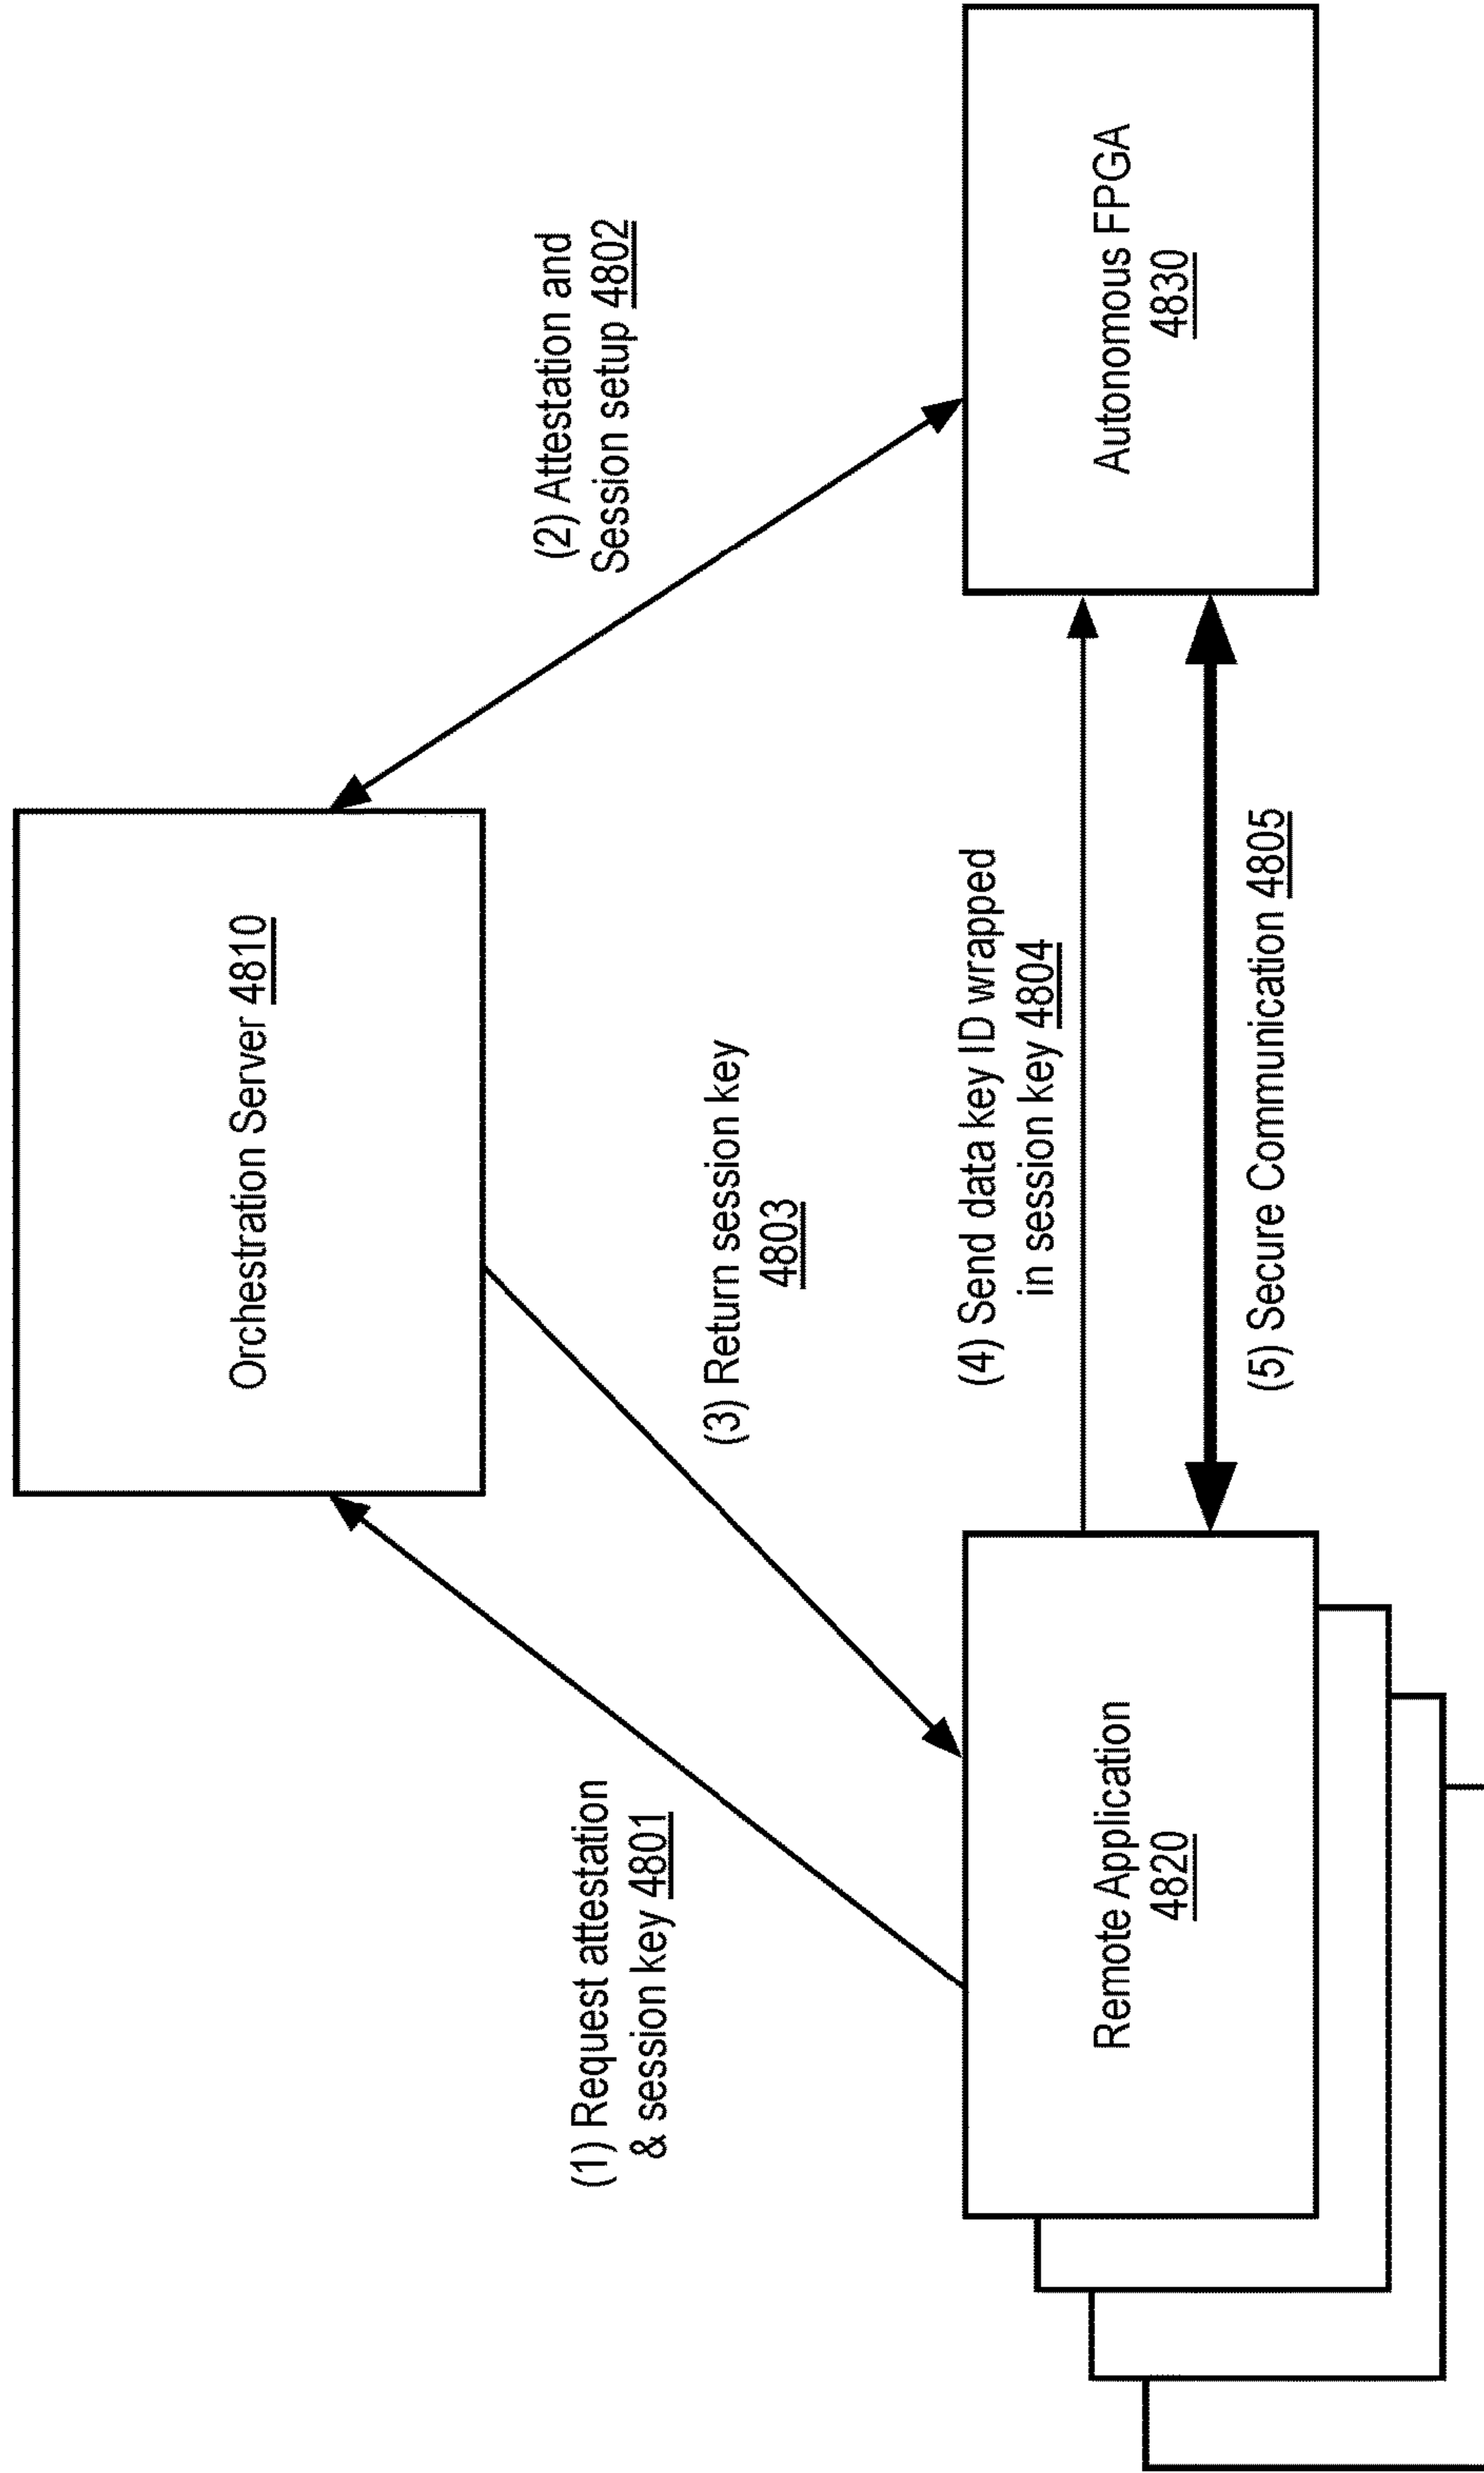 Orchestration Server 4810
(1) Request attestation
& session key 4801
(2) Attestation and
Session setup 4802
(3) Return session key
4803
(4) Send data key ID wrapped
in session key 4804
(5) Secure Communication 4805
Remote Application
4820
Autonomous FPGA
4830